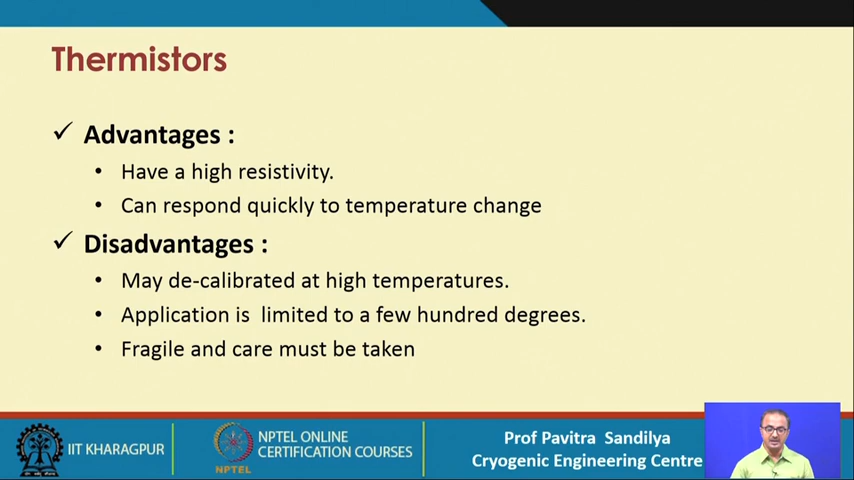 Thermistors
✓ Advantages :
• Have a high resistivity.
• Can respond quickly to temperature change
✓ Disadvantages :
• May de-calibrated at high temperatures.
• Application is limited to a few hundred degrees.
• Fragile and care must be taken
IIT KHARAGPUR
NPTEL
NPTEL ONLINE
CERTIFICATION COURSES
Prof Pavitra Sandilya
Cryogenic Engineering Centre